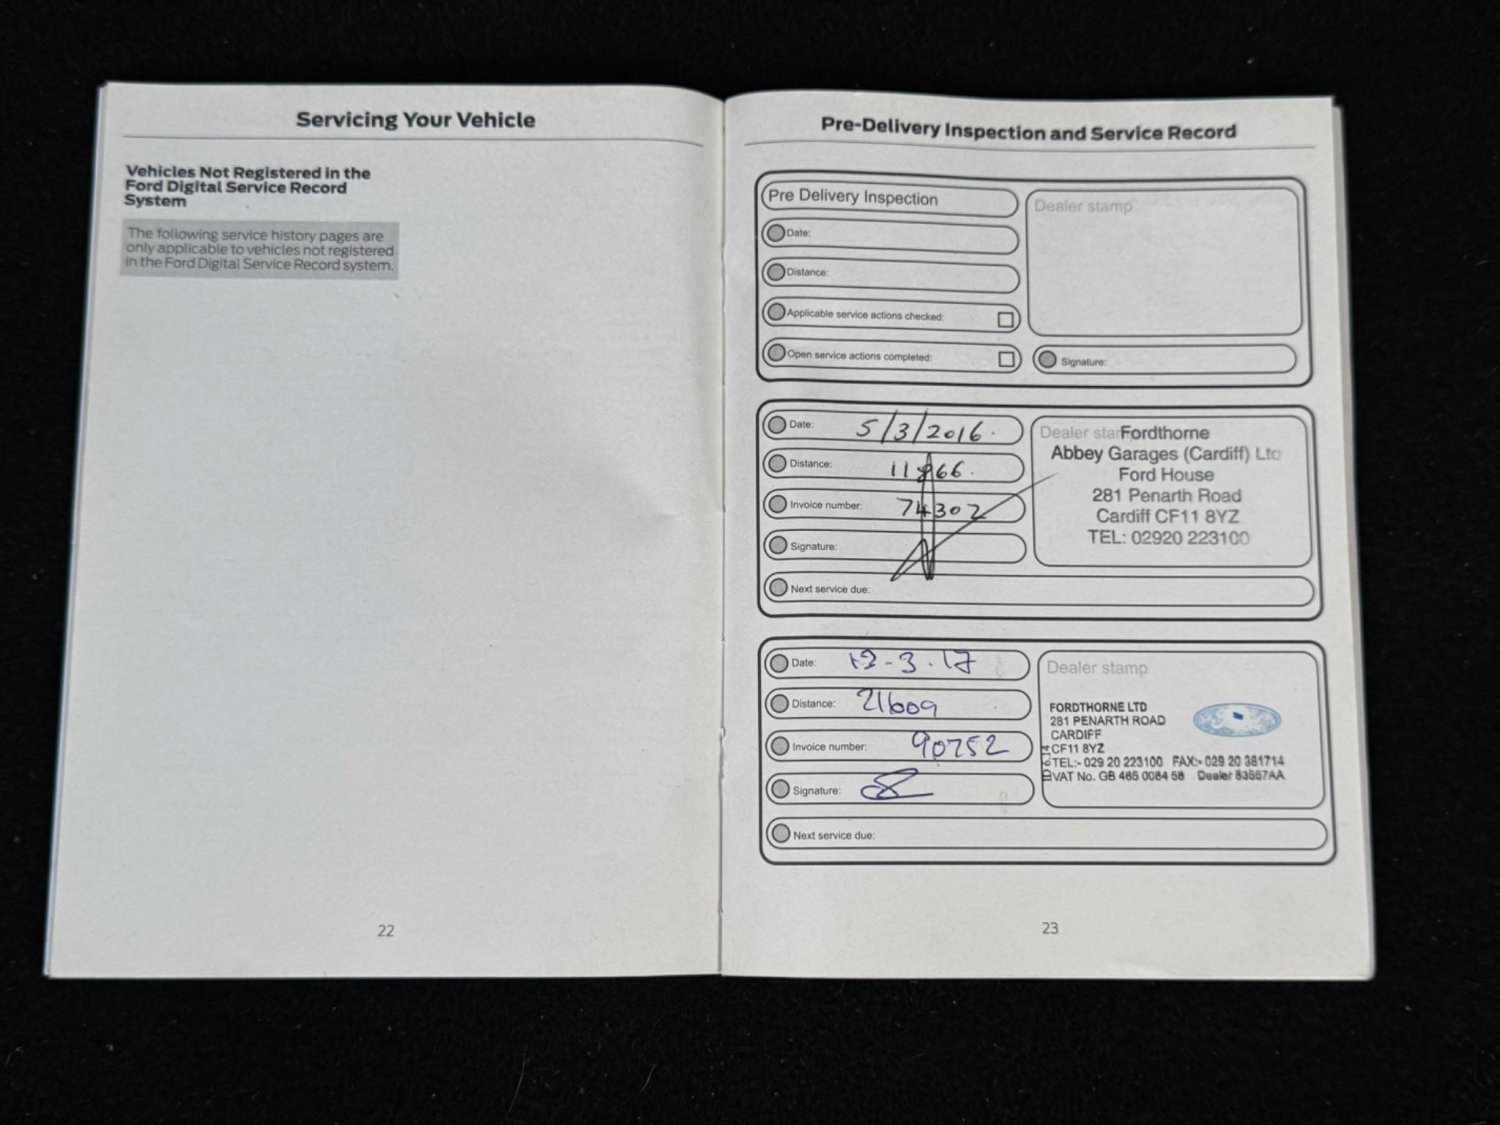 Servicing Your Vehicle
Vehicles Not Registered in the
Ford Digital Service Record
System
The following service history pages are
only applicable to vehicles not registered
in the Ford Digital Service Record system.
22
Pre-Delivery Inspection and Service Record
Pre Delivery Inspection
Date:
Distance:
Applicable service actions checked:
Open service actions completed:
Dealer stamp
Signature:
Date: 5/3/2016.
Distance: 11866.
Invoice number: 74302
Signature:
Next service due:
Dealer stam Fordthorne
Abbey Garages (Cardiff) Ltd
Ford House
281 Penarth Road
Cardiff CF11 8YZ
TEL: 02920 223100
Date: 12-3.17
Distance: 21609
Invoice number: 90752
Signature:
Next service due:
Dealer stamp
FORDTHORNE LTD
281 PENARTH ROAD
CARDIFF
CF11 8YZ
TEL:- 029 20 223100 FAX:- 029 20 381714
VAT No. GB 465 0084 58 Dealer 83567AA
23